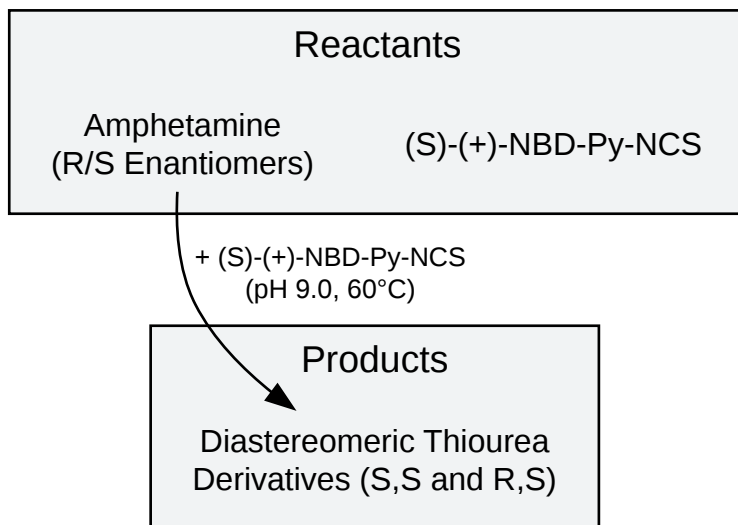 Reactants
Amphetamine
(R/S Enantiomers)
(S)-(+)-NBD-Py-NCS
+ (S)-(+)-NBD-Py-NCS
(pH 9.0, 60°C)
Products
Diastereomeric Thiourea
Derivatives (S,S and R,S)